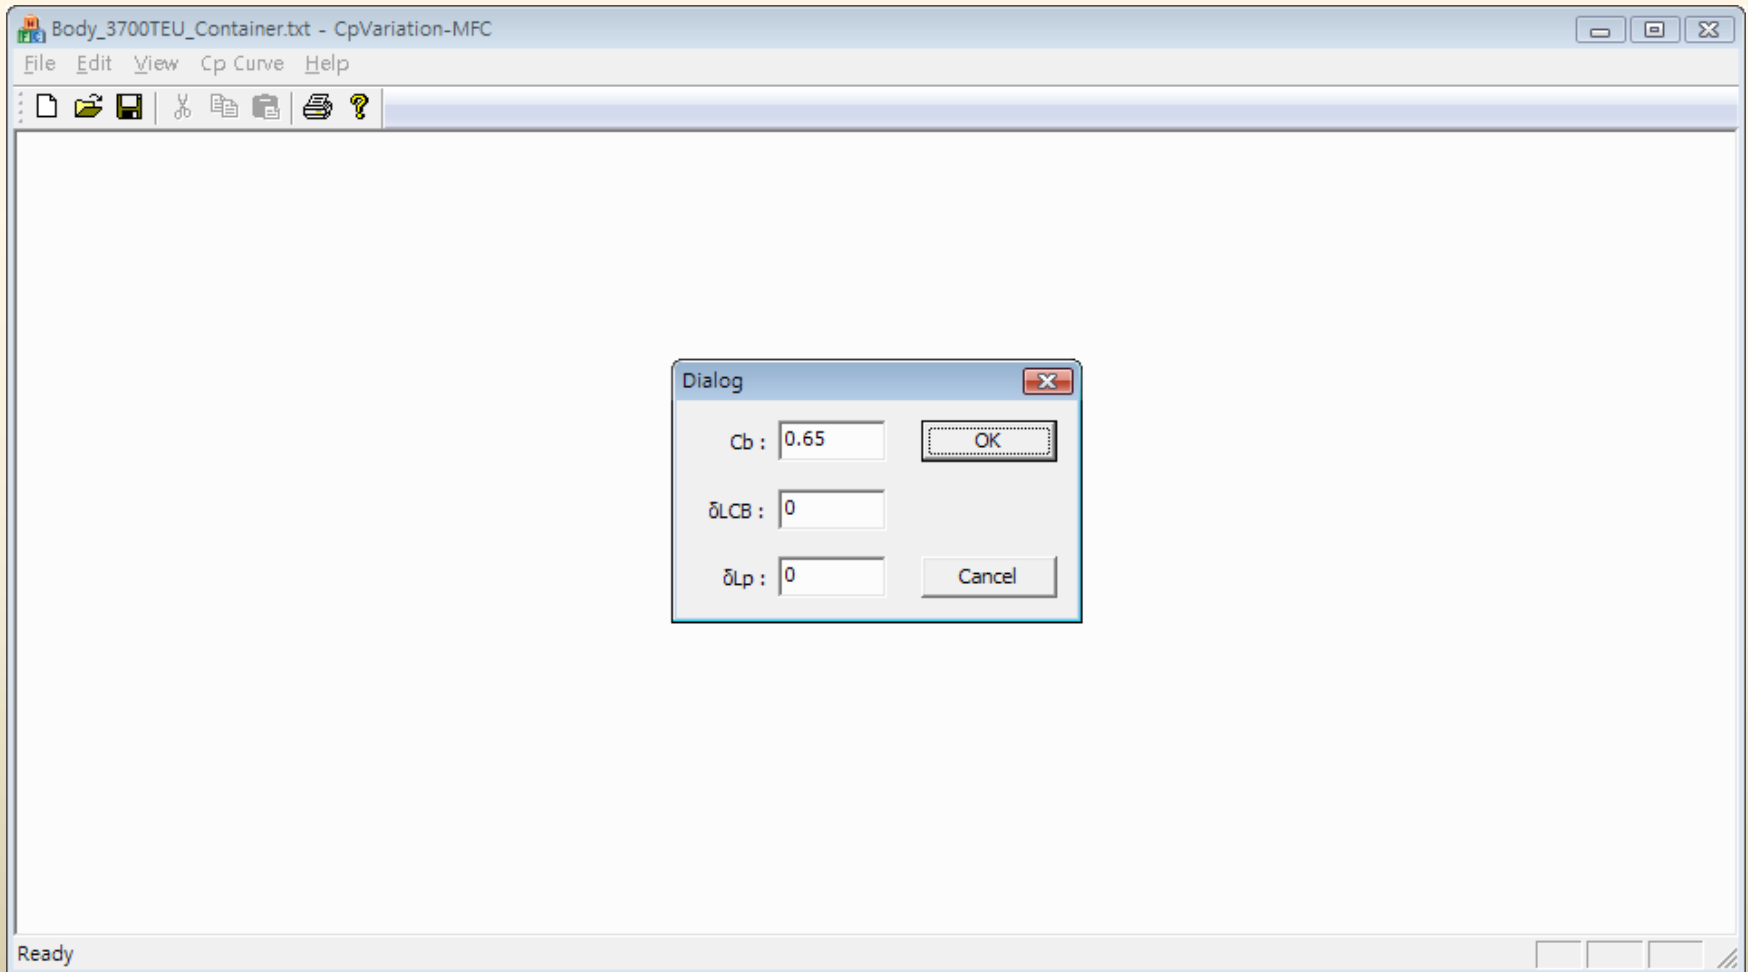 Body_3700TEU_Container.txt - CpVariation-MFC
File Edit View Cp Curve Help
Dialog
Cb : 0.65 OK
δLCB : 0
δLp : 0 Cancel
Ready